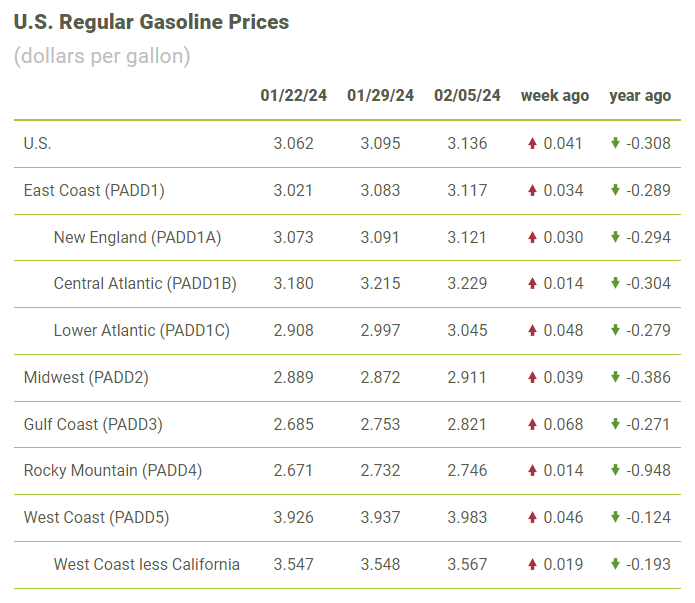 U.S. Regular Gasoline Prices
(dollars per gallon)
01/22/24 01/29/24 02/05/24 week ago year ago
U.S. 3.062 3.095 3.136 0.041 -0.308
East Coast (PADD1) 3.021 3.083 3.117 0.034 -0.289
New England (PADD1A) 3.073 3.091 3.121 0.030 -0.294
Central Atlantic (PADD1B) 3.180 3.215 3.229 0.014 -0.304
Lower Atlantic (PADD1C) 2.908 2.997 3.045 0.048 -0.279
Midwest (PADD2) 2.889 2.872 2.911 0.039 -0.386
Gulf Coast (PADD3) 2.685 2.753 2.821 0.068 -0.271
Rocky Mountain (PADD4) 2.671 2.732 2.746 0.014 -0.948
West Coast (PADD5) 3.926 3.937 3.983 0.046 -0.124
West Coast less California 3.547 3.548 3.567 0.019 -0.193